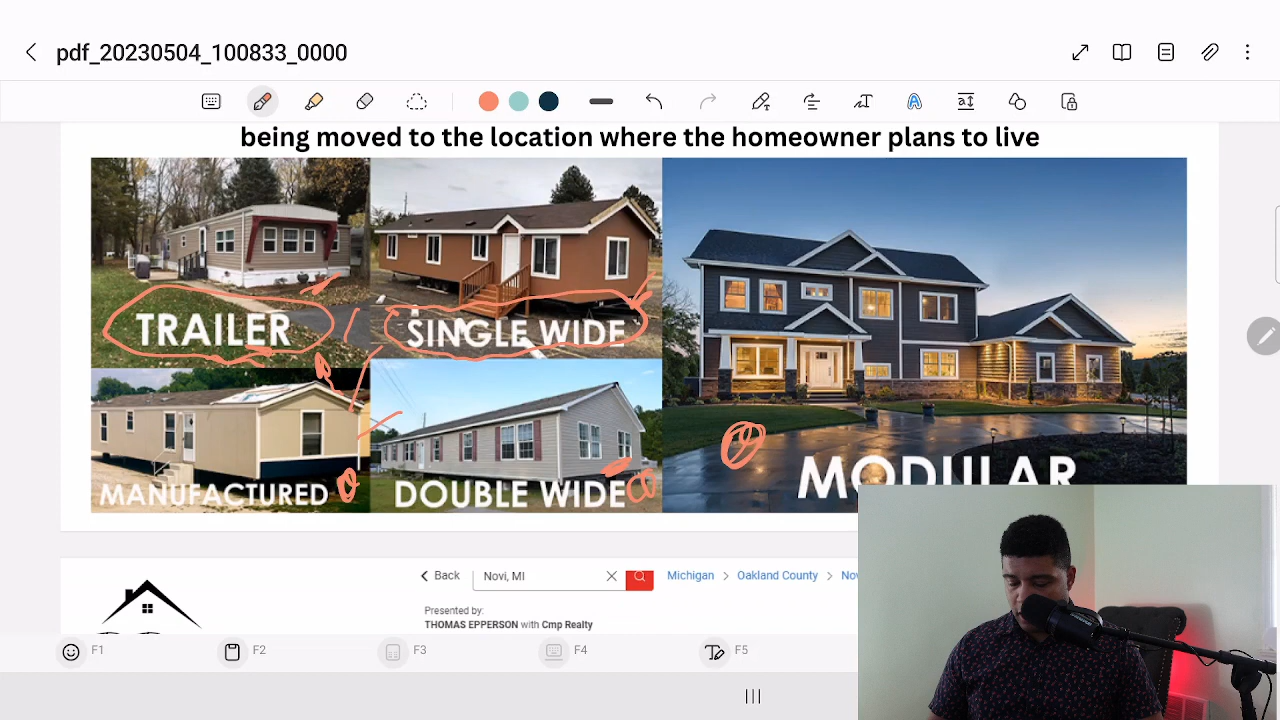 pdf_20230504_100833_0000
being moved to the location where the homeowner plans to live
TRAILER
SINGLE WIDE
MANUFACTURED
DOUBLE WIDE
MODULAR
Back
Novi, MI
Michigan > Oakland County > Nov
Presented by:
THOMAS EPPERSON with Cmp Realty
F1
F2
F3
F4
F5